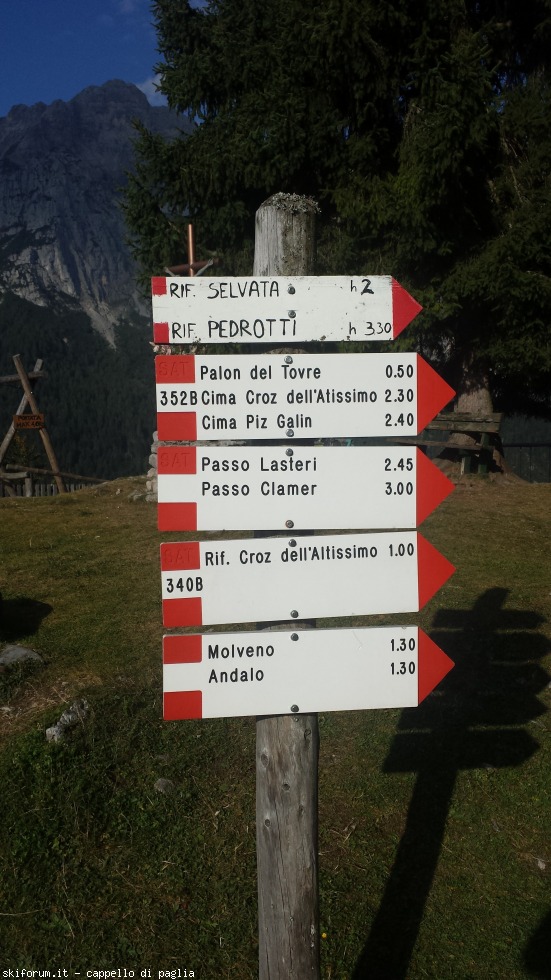 RIF. SELVATA h 2
RIF. PEDROTTI h 330
SAT Palon del Tovre 0.50
352B Cima Croz dell'Atissimo 2.30
Cima Piz Galin 2.40
SAT Passo Lasteri 2.45
Passo Clamer 3.00
SAT Rif. Croz dell'Altissimo 1.00
340B
Molveno 1.30
Andalo 1.30
skiforum.it - cappello di paglia